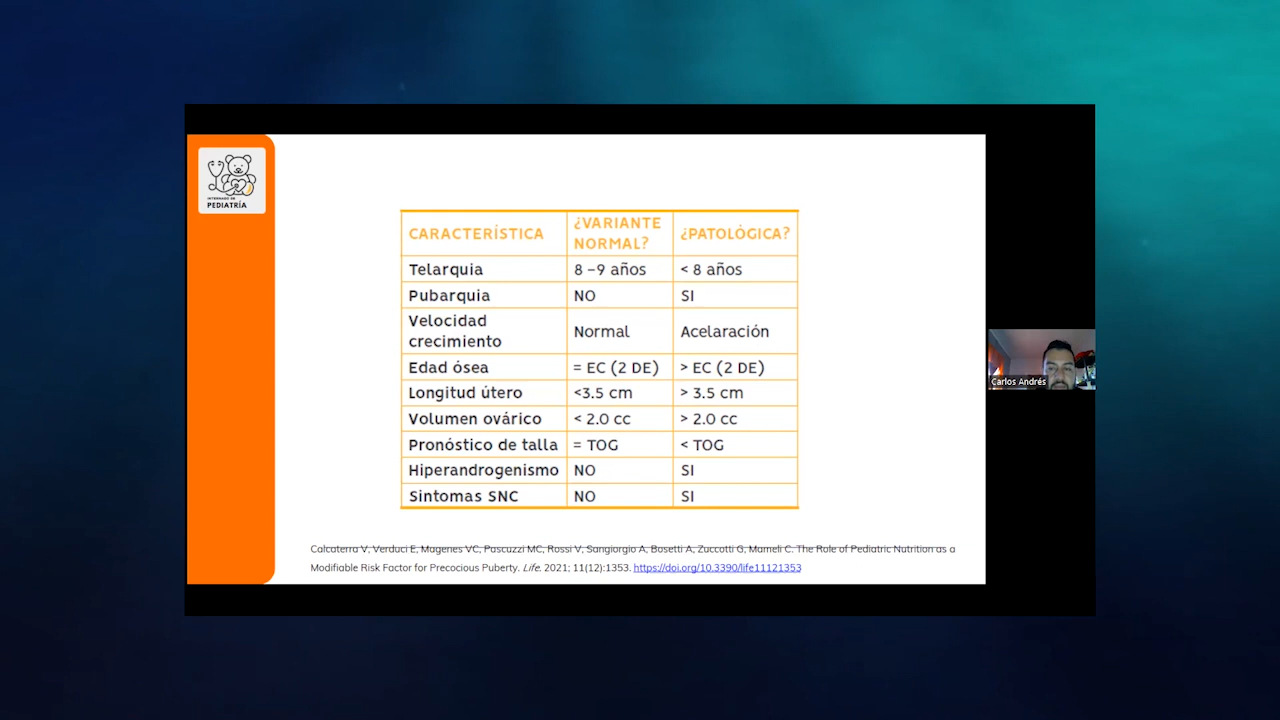 INTERNADO DE
PEDIATRÍA
CARACTERÍSTICA ¿VARIANTE NORMAL? ¿PATOLÓGICA?
Telarquia 8 –9 años < 8 años
Pubarquia NO SI
Velocidad crecimiento Normal Acelaración
Edad ósea = EC (2 DE) > EC (2 DE)
Longitud útero <3.5 cm > 3.5 cm
Volumen ovárico < 2.0 cc > 2.0 cc
Pronóstico de talla = TOG < TOG
Hiperandrogenismo NO SI
Sintomas SNC NO SI
Carlos Andrés
Calcaterra V, Verduci E, Magenes VC, Pascuzzi MC, Rossi V, Sangiorgio A, Bosetti A, Zuccotti G, Mameli C. The Role of Pediatric Nutrition as a
Modifiable Risk Factor for Precocious Puberty. Life. 2021; 11(12):1353. https://doi.org/10.3390/life11121353